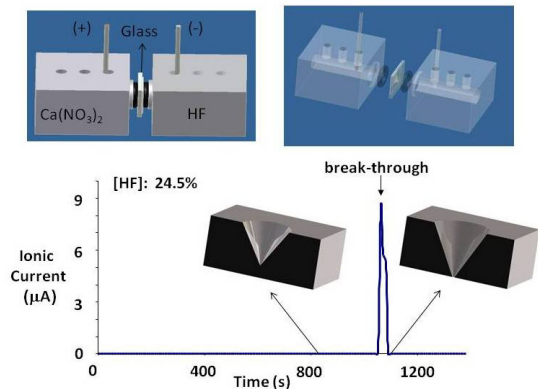 (+)
Glass
(-)
Ca(NO₃)₂
HF
break-through
[HF]: 24.5%
9
Ionic
Current
(µA)
6
3
0
0
400
800
1200
Time (s)